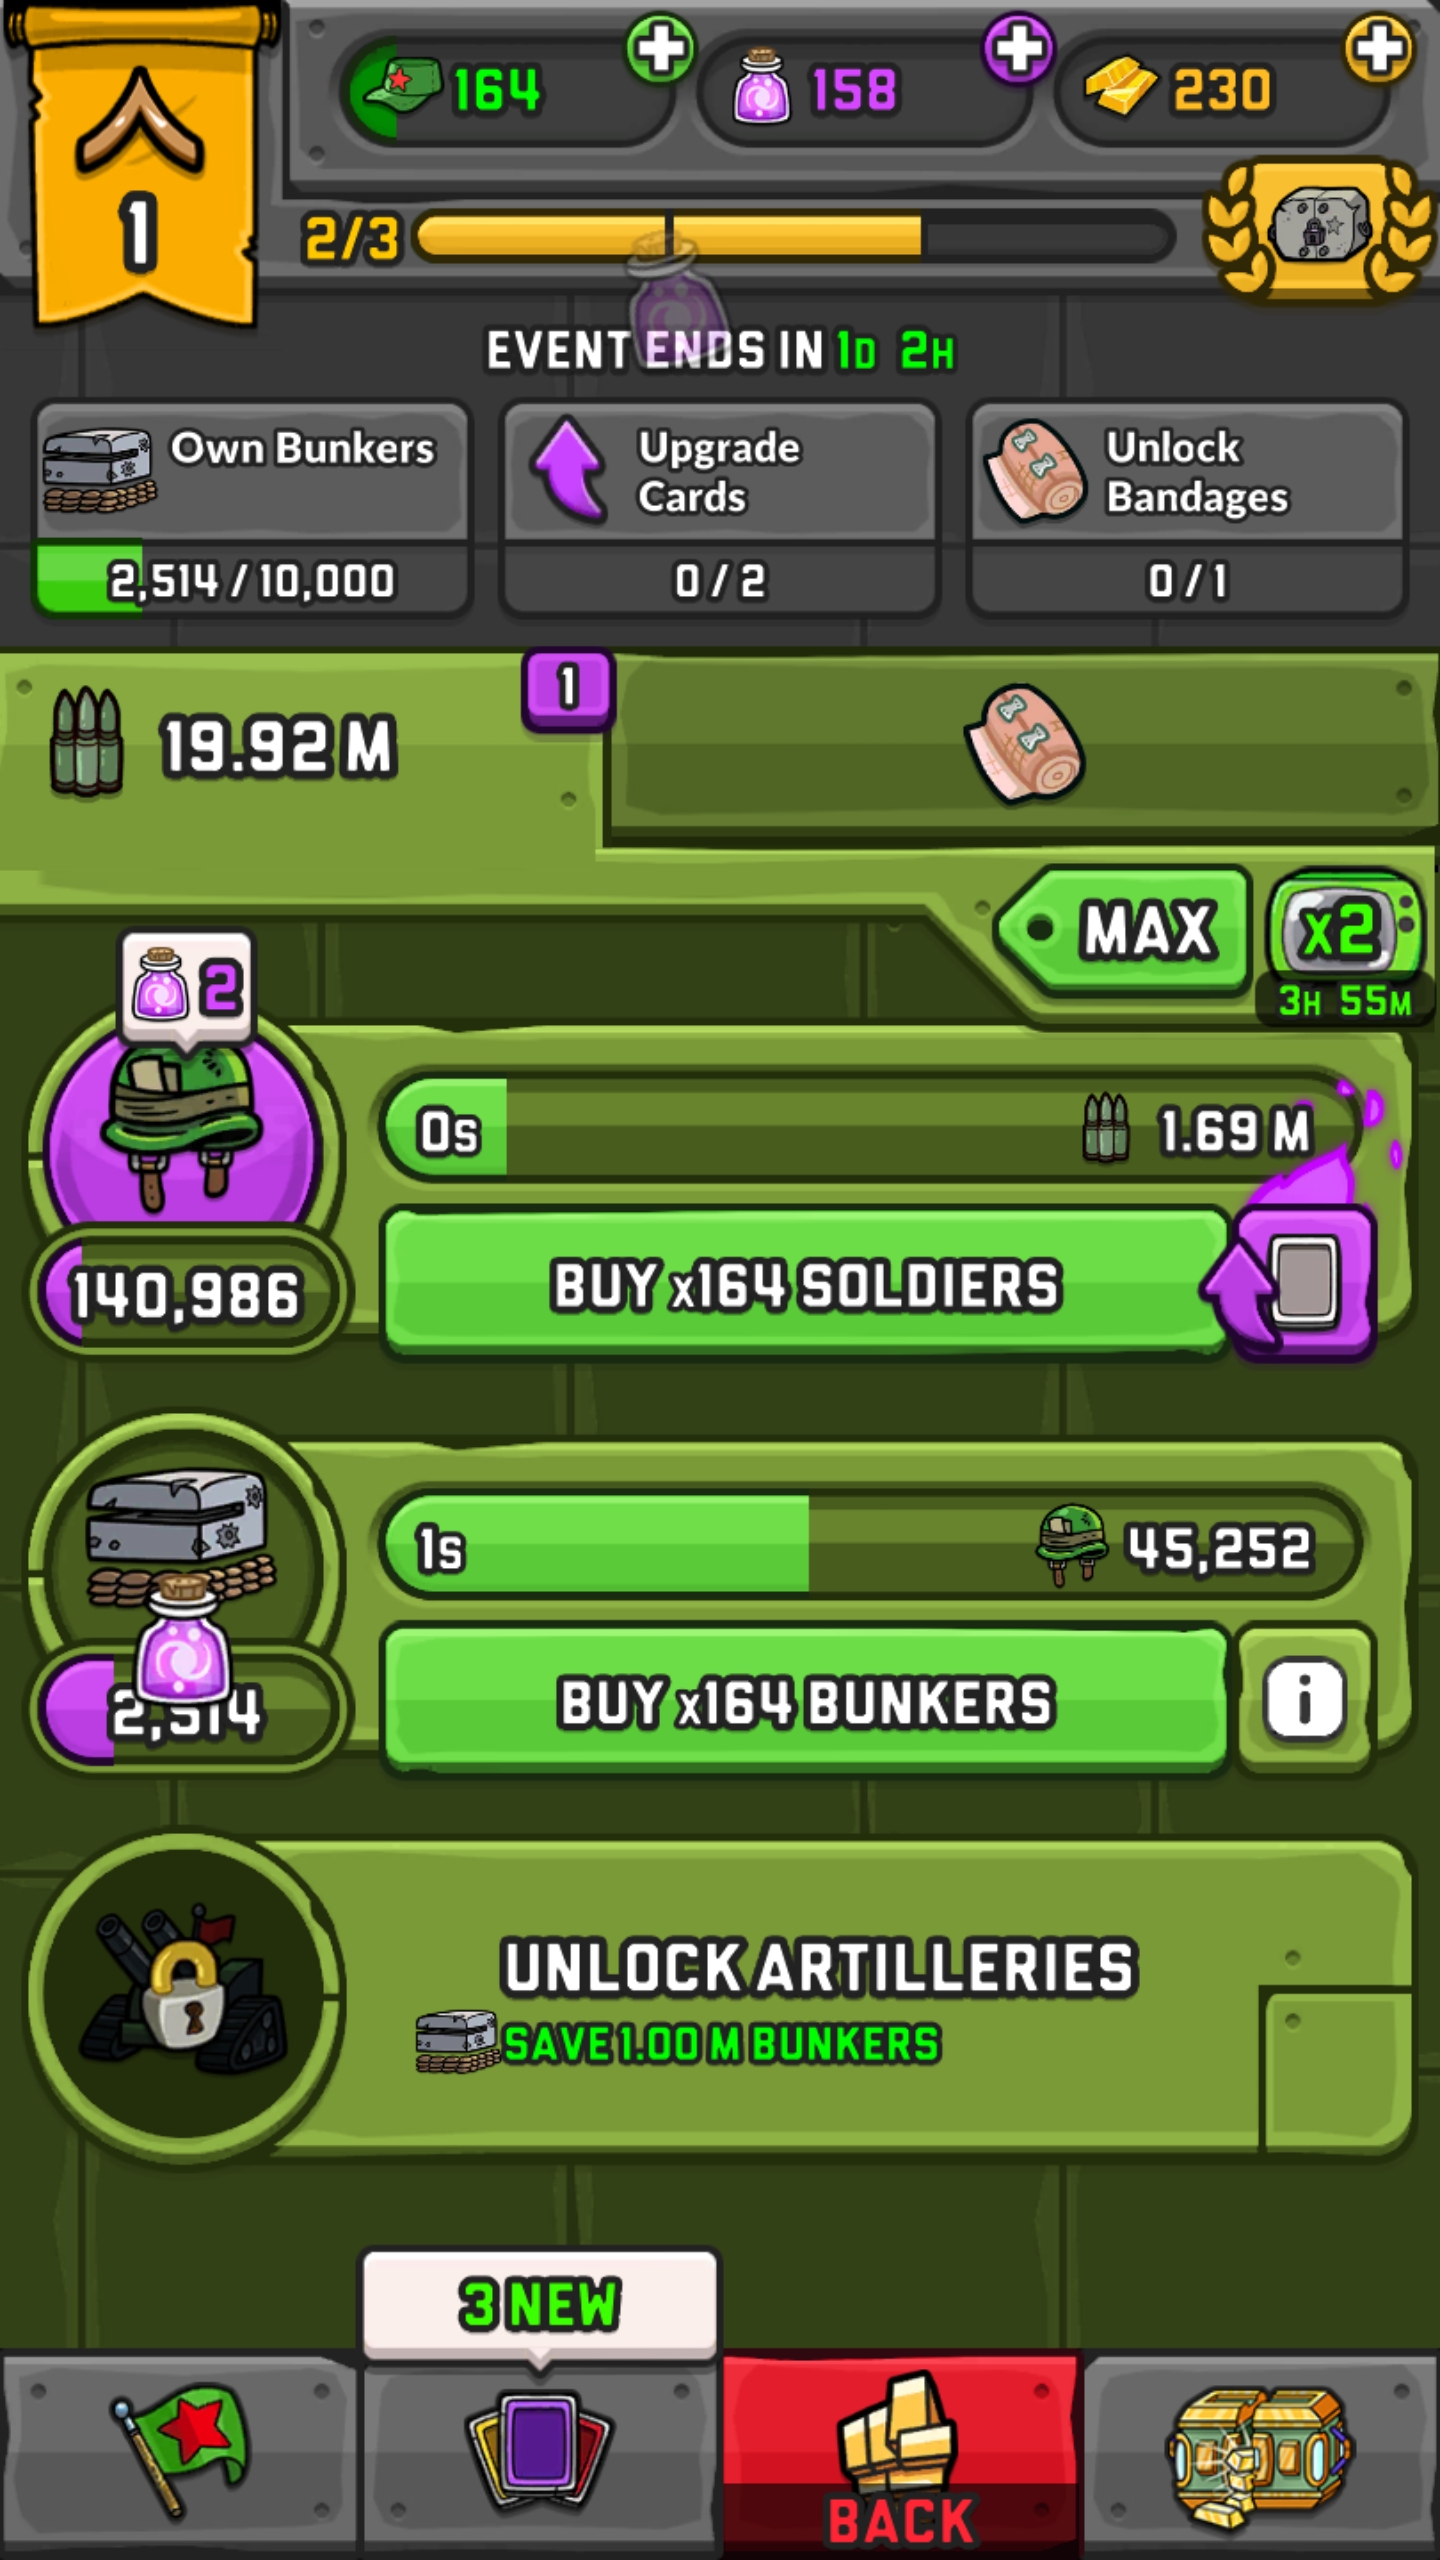 1
164
158
230
2/3
EVENT ENDS IN 1D 2H
Own Bunkers
2,514 / 10,000
Upgrade
Cards
0 / 2
Unlock
Bandages
0 / 1
19.92 M
1
MAX
x2
3H 55M
2
0s
1.69 M
140,986
BUY x164 SOLDIERS
1s
45,252
2,514
BUY x164 BUNKERS
i
UNLOCK ARTILLERIES
SAVE 1.00 M BUNKERS
3 NEW
BACK